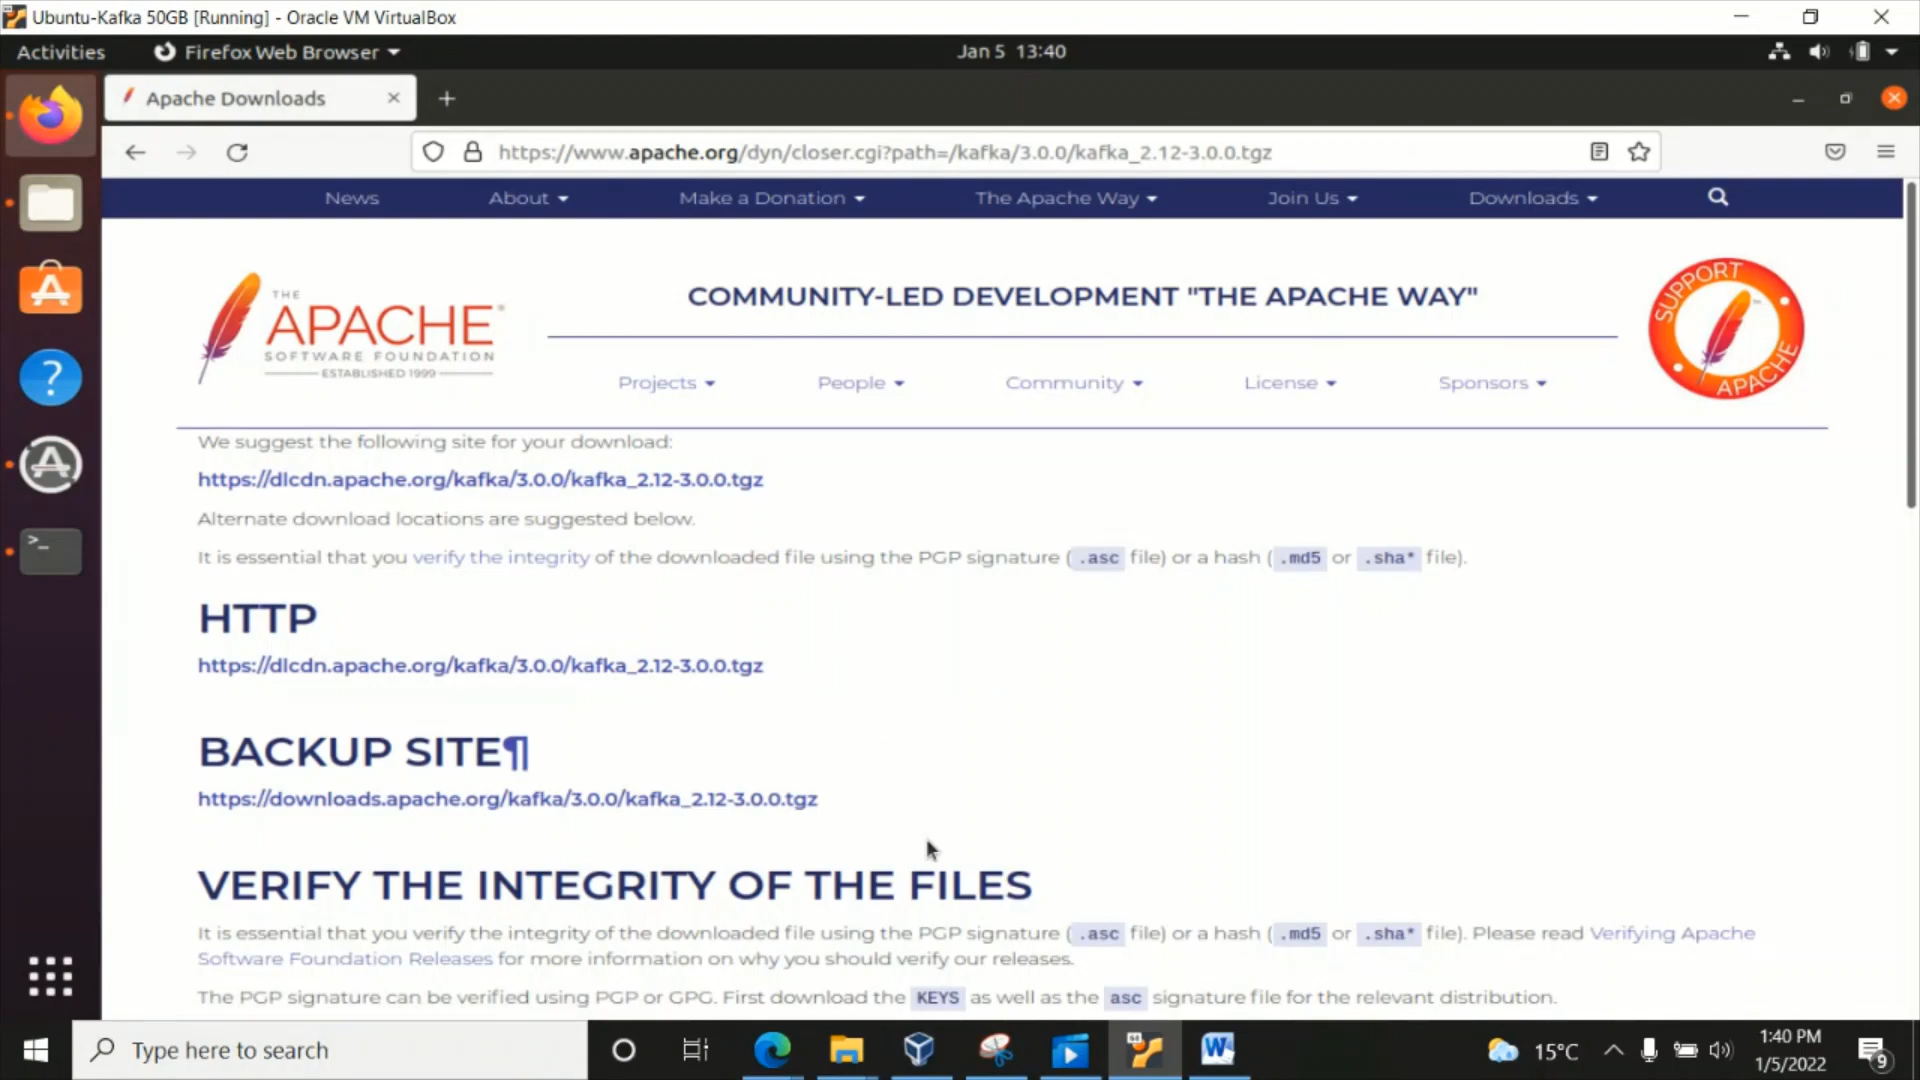 Ubuntu-Kafka 50GB [Running] - Oracle VM VirtualBox
Activities
Firefox Web Browser
Jan 5 13:40
Apache Downloads
https://www.apache.org/dyn/closer.cgi?path=/kafka/3.0.0/kafka_2.12-3.0.0.tgz
News
About
Make a Donation
The Apache Way
Join Us
Downloads
THE
APACHE®
SOFTWARE FOUNDATION
ESTABLISHED 1999
COMMUNITY-LED DEVELOPMENT "THE APACHE WAY"
Projects
People
Community
License
Sponsors
SUPPORT
APACHE
We suggest the following site for your download:
https://dlcdn.apache.org/kafka/3.0.0/kafka_2.12-3.0.0.tgz
Alternate download locations are suggested below.
It is essential that you verify the integrity of the downloaded file using the PGP signature (.asc file) or a hash (.md5 or .sha* file).
HTTP
https://dlcdn.apache.org/kafka/3.0.0/kafka_2.12-3.0.0.tgz
BACKUP SITE¶
https://downloads.apache.org/kafka/3.0.0/kafka_2.12-3.0.0.tgz
VERIFY THE INTEGRITY OF THE FILES
It is essential that you verify the integrity of the downloaded file using the PGP signature (.asc file) or a hash (.md5 or .sha* file). Please read Verifying Apache
Software Foundation Releases for more information on why you should verify our releases.
The PGP signature can be verified using PGP or GPG. First download the KEYS as well as the asc signature file for the relevant distribution.
Type here to search
15°C
1:40 PM
1/5/2022
9